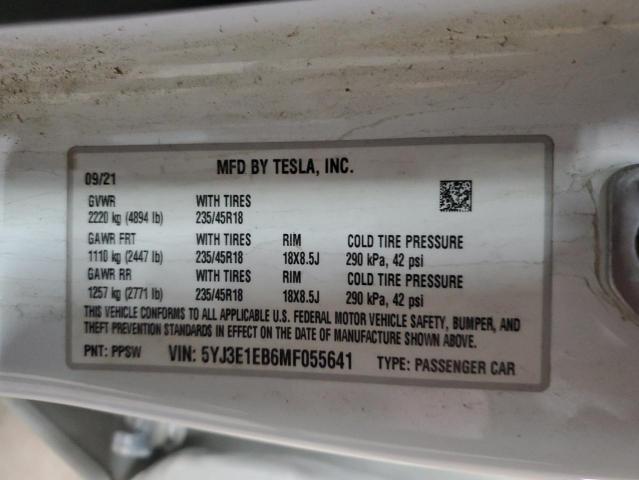 MFD BY TESLA, INC.
09/21
GVWR WITH TIRES
2220 kg (4894 lb) 235/45R18
GAWR FRT WITH TIRES RIM COLD TIRE PRESSURE
1110 kg (2447 lb) 235/45R18 18X8.5J 290 kPa, 42 psi
GAWR RR WITH TIRES RIM COLD TIRE PRESSURE
1257 kg (2771 lb) 235/45R18 18X8.5J 290 kPa, 42 psi
THIS VEHICLE CONFORMS TO ALL APPLICABLE U.S. FEDERAL MOTOR VEHICLE SAFETY, BUMPER, AND
THEFT PREVENTION STANDARDS IN EFFECT ON THE DATE OF MANUFACTURE SHOWN ABOVE.
PNT: PPSW VIN: 5YJ3E1EB6MF055641 TYPE: PASSENGER CAR